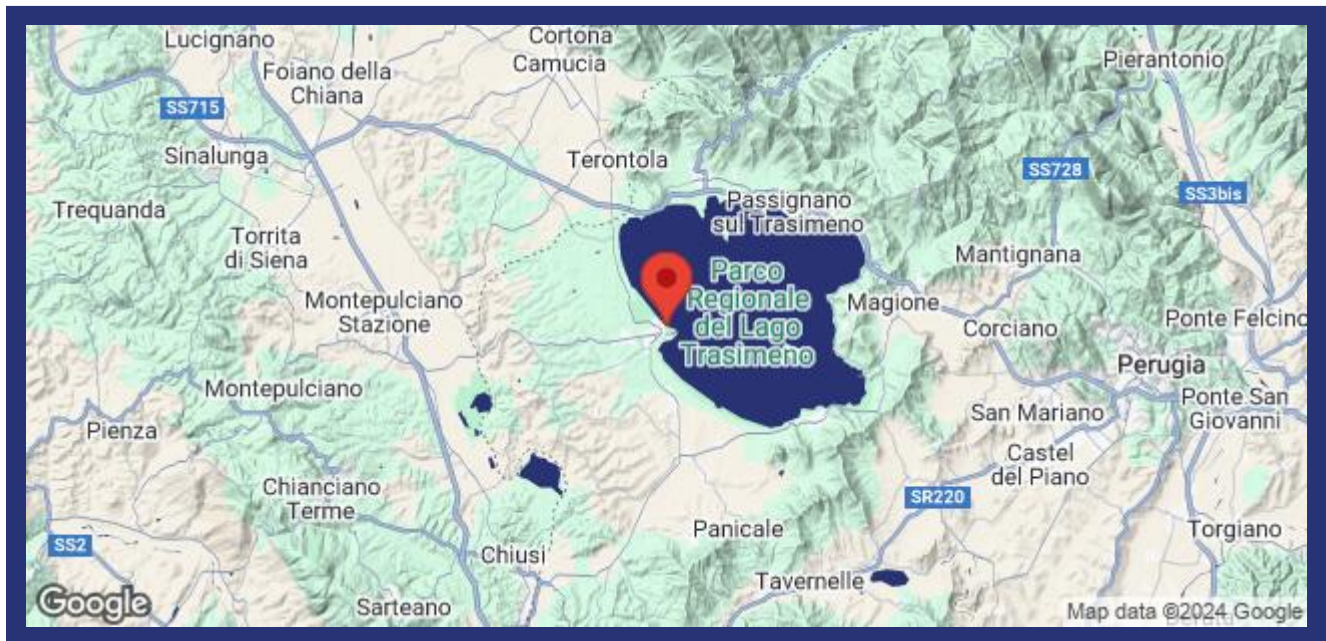 Lucignano
Cortona
Camucia
Pierantonio
Foiano della
Chiana
SS715
Sinalunga
Terontola
SS728
SS3bis
Trequanda
Passignano
sul Trasimeno
Torrita
di Siena
Mantignana
Parco
Regionale
del Lago
Trasimeno
Montepulciano
Stazione
Magione
Corciano
Ponte Felcino
Perugia
Montepulciano
Ponte San
Giovanni
San Mariano
Pienza
Castel
del Piano
Chianciano
Terme
SR220
Panicale
Torgiano
SS2
Chiusi
Tavernelle
Google
Sarteano
Map data ©2024 Google